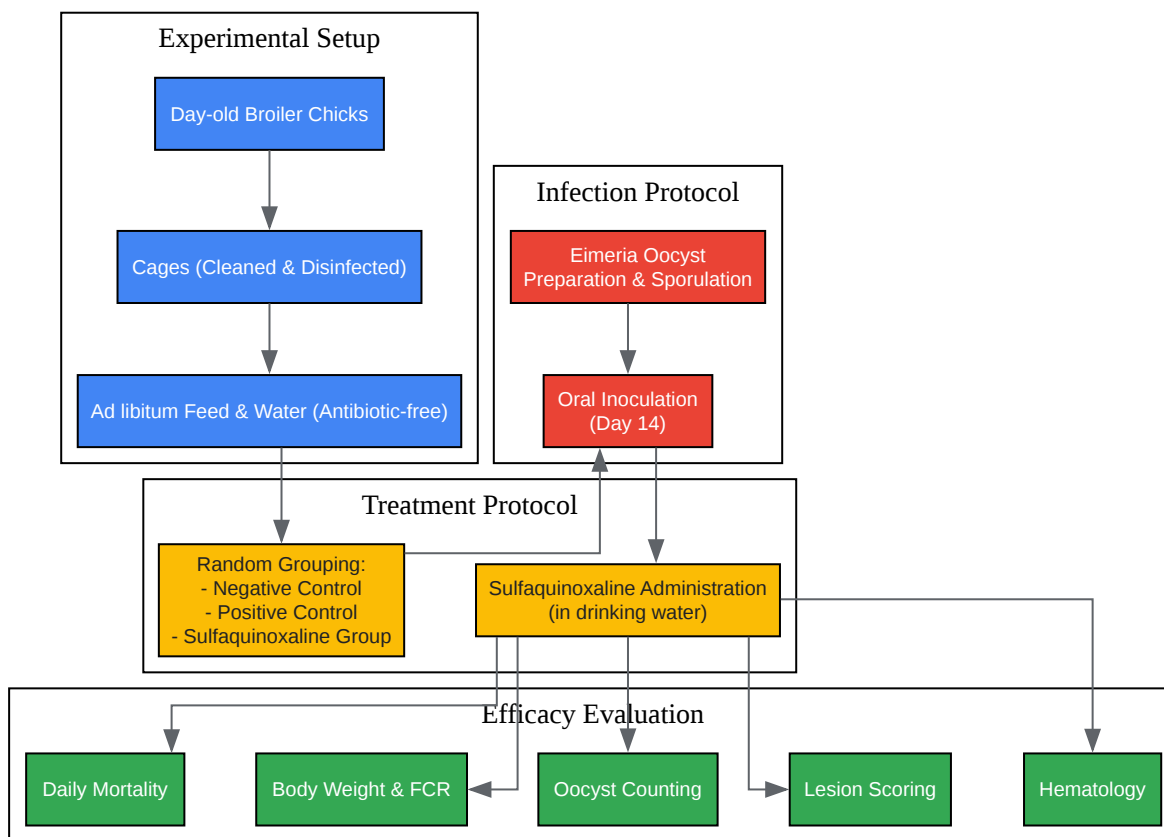 Experimental Setup
Day-old Broiler Chicks
Cages (Cleaned & Disinfected)
Ad libitum Feed & Water (Antibiotic-free)
Infection Protocol
Eimeria Oocyst
Preparation & Sporulation
Oral Inoculation
(Day 14)
Treatment Protocol
Random Grouping:
- Negative Control
- Positive Control
- Sulfaquinoxaline Group
Sulfaquinoxaline Administration
(in drinking water)
Efficacy Evaluation
Daily Mortality
Body Weight & FCR
Oocyst Counting
Lesion Scoring
Hematology